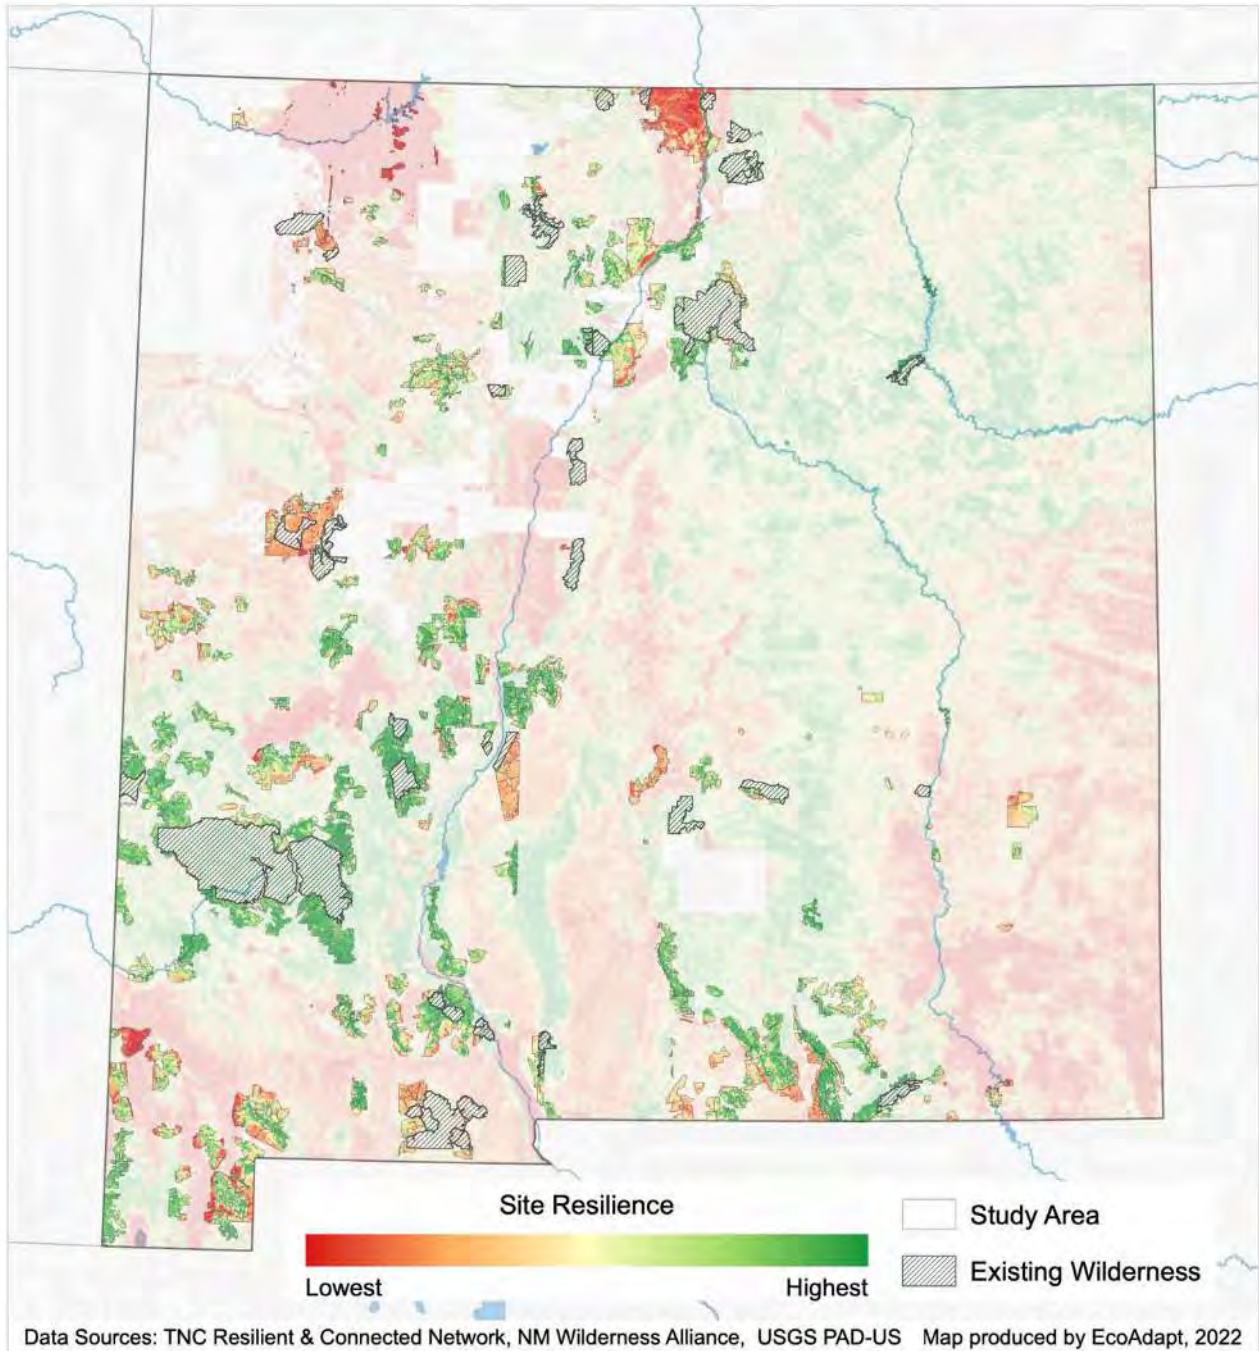 Site Resilience
Lowest
Highest
Study Area
Existing Wilderness
Data Sources: TNC Resilient & Connected Network, NM Wilderness Alliance, USGS PAD-US Map produced by EcoAdapt, 2022